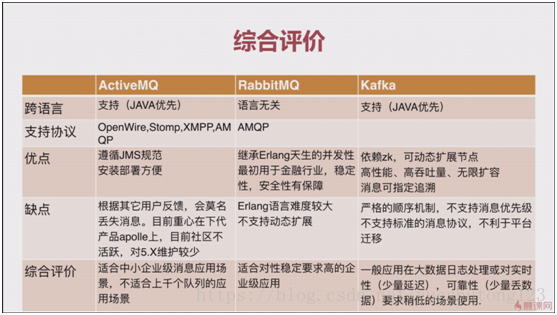 综合评价
ActiveMQ RabbitMQ Kafka
跨语言 支持（JAVA优先） 语言无关 支持（JAVA优先）
支持协议 OpenWire,Stomp,XMPP,AM AMQP
QP
优点 遵循JMS规范 继承Erlang天生的并发性 依赖zk，可动态扩展节点
安装部署方便 最初用于金融行业，稳定 高性能、高吞吐量、无限扩容
性，安全性有保障 消息可指定追溯
缺点 根据其它用户反馈，会莫名 Erlang语言难度较大 严格的顺序机制，不支持消息优先级
丢失消息。目前重心在下代 不支持动态扩展 不支持标准的消息协议，不利于平台
产品apolle上，目前社区不 迁移
活跃，对5.X维护较少
综合评价 适合中小企业级消息应用场 适合对稳定性要求高的企 一般应用在大数据日志处理或对实时
景，不适合上千个队列的应 业级应用 性（少量延迟），可靠性（少量丢数
用场景 据）要求稍低的场景使用.
慕课网